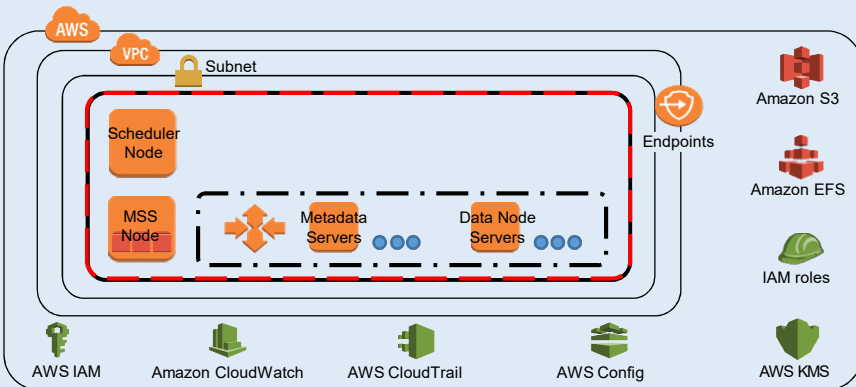 AWS
VPC
Subnet
Scheduler
Node
MSS
Node
Metadata
Servers
Data Node
Servers
Endpoints
Amazon S3
Amazon EFS
IAM roles
AWS IAM
Amazon CloudWatch
AWS CloudTrail
AWS Config
AWS KMS